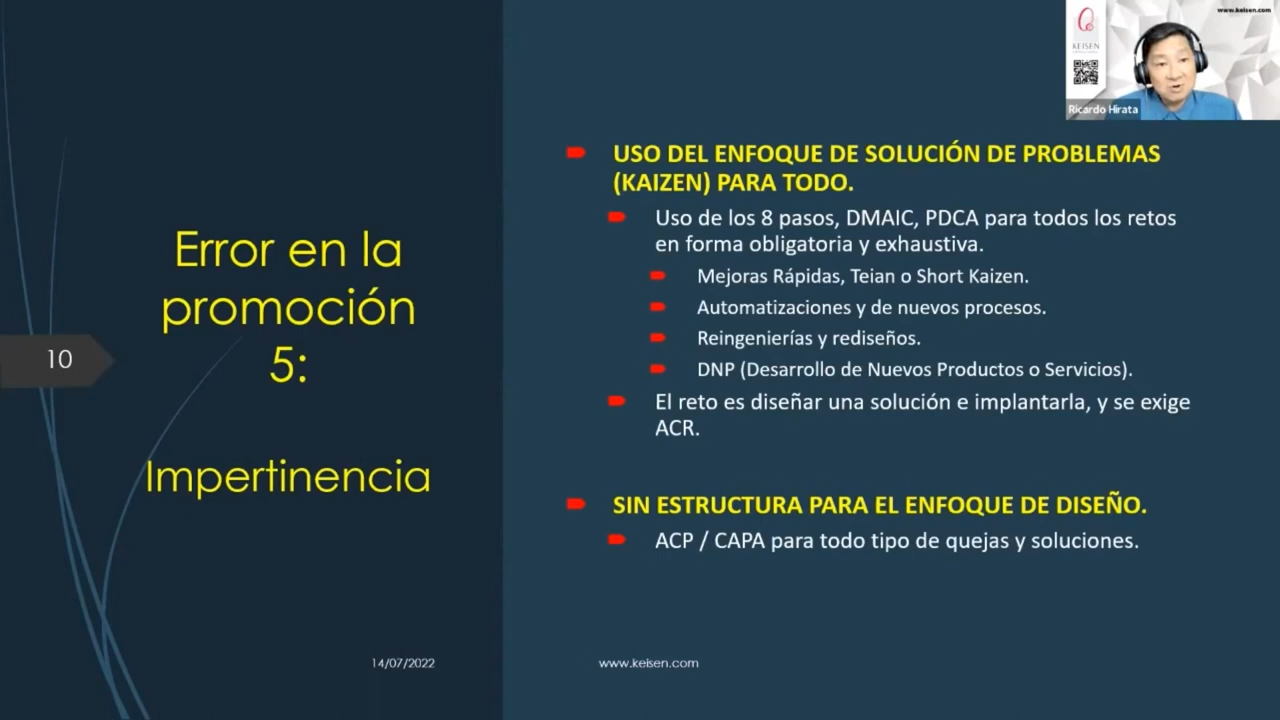 www.keisen.com
KEISEN
Ricardo Hirata
Error en la
promoción
5:
Impertinencia
10
USO DEL ENFOQUE DE SOLUCIÓN DE PROBLEMAS
(KAIZEN) PARA TODO.
Uso de los 8 pasos, DMAIC, PDCA para todos los retos
en forma obligatoria y exhaustiva.
Mejoras Rápidas, Teian o Short Kaizen.
Automatizaciones y de nuevos procesos.
Reingenierías y rediseños.
DNP (Desarrollo de Nuevos Productos o Servicios).
El reto es diseñar una solución e implantarla, y se exige
ACR.
SIN ESTRUCTURA PARA EL ENFOQUE DE DISEÑO.
ACP / CAPA para todo tipo de quejas y soluciones.
14/07/2022
www.keisen.com